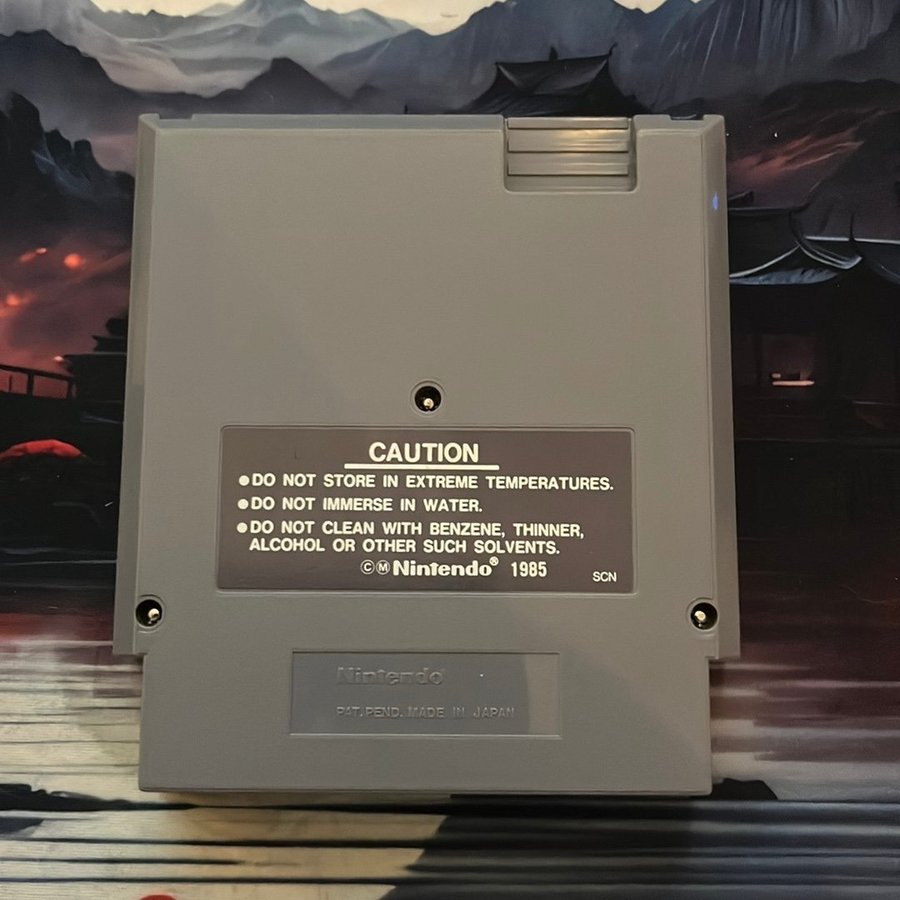 CAUTION
●DO NOT STORE IN EXTREME TEMPERATURES.
●DO NOT IMMERSE IN WATER.
●DO NOT CLEAN WITH BENZENE, THINNER,
ALCOHOL OR OTHER SUCH SOLVENTS.
©Ⓜ Nintendo® 1985
SCN
Nintendo®
PAT.PEND. MADE IN JAPAN